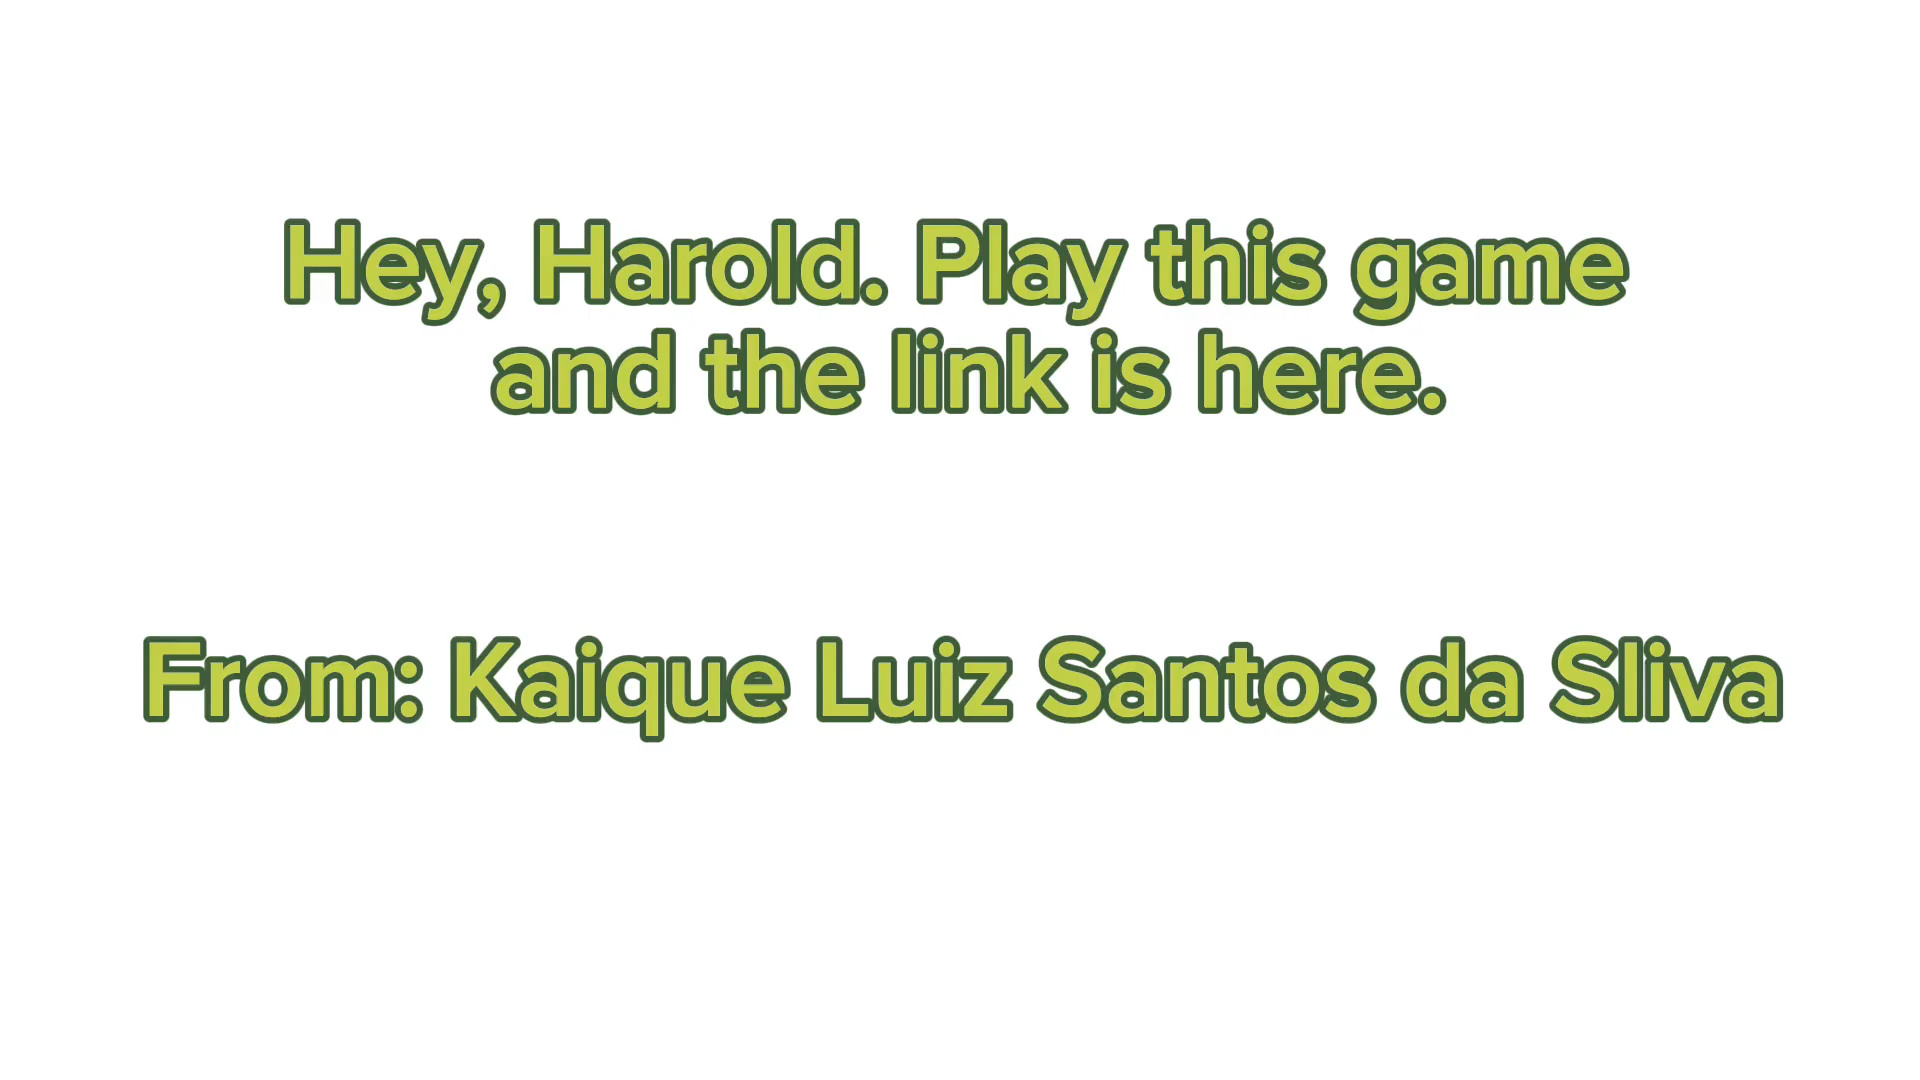 Hey, Harold. Play this game
and the link is here.
From: Kaique Luiz Santos da Sliva